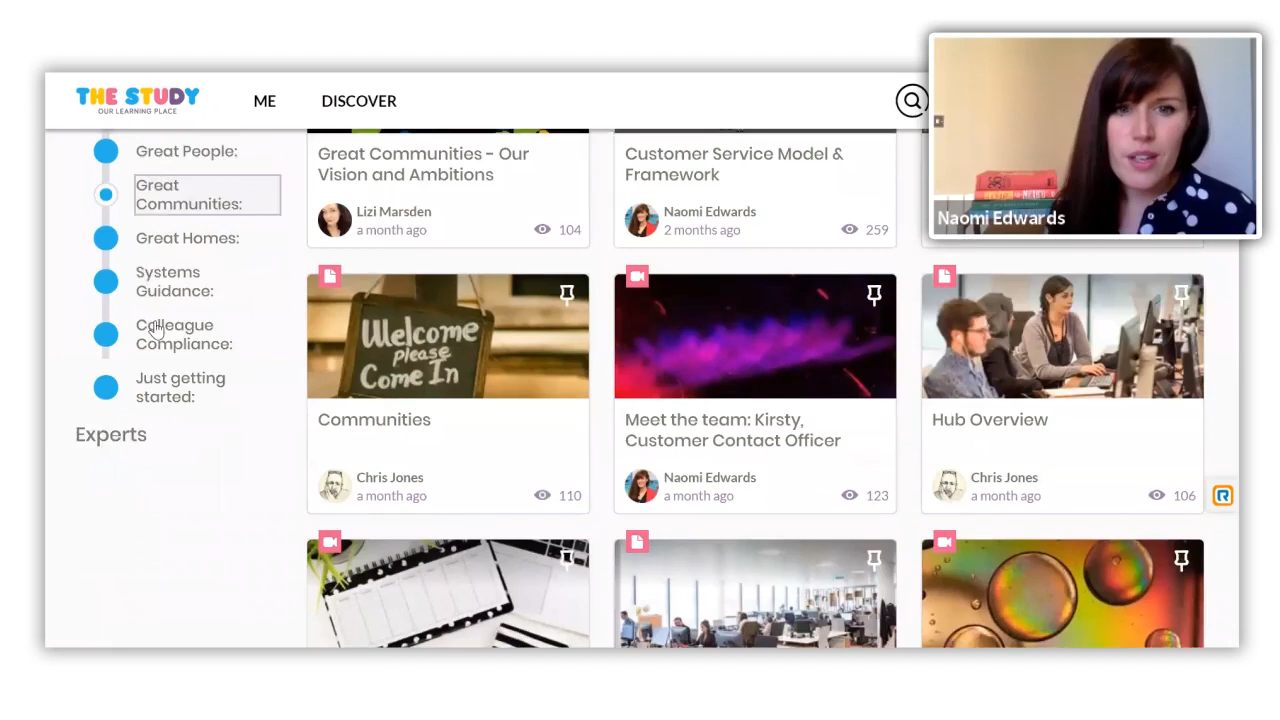 THE STUDY
OUR LEARNING PLACE
ME
DISCOVER
Naomi Edwards
Great People:
Great
Communities:
Great Homes:
Systems
Guidance:
Colleague
Compliance:
Just getting
started:
Experts
Great Communities - Our
Vision and Ambitions
Lizi Marsden
a month ago
104
Customer Service Model &
Framework
Naomi Edwards
2 months ago
259
Welcome
please
Come In
Communities
Chris Jones
a month ago
110
Meet the team: Kirsty,
Customer Contact Officer
Naomi Edwards
a month ago
123
Hub Overview
Chris Jones
a month ago
106
R